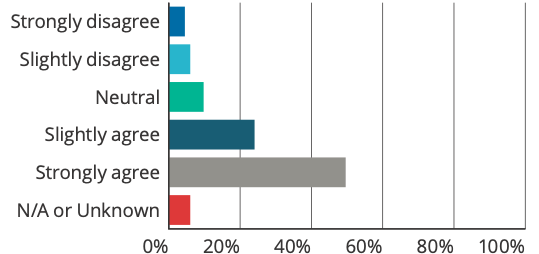 Strongly disagree
Slightly disagree
Neutral
Slightly agree
Strongly agree
N/A or Unknown
0% 20% 40% 60% 80% 100%